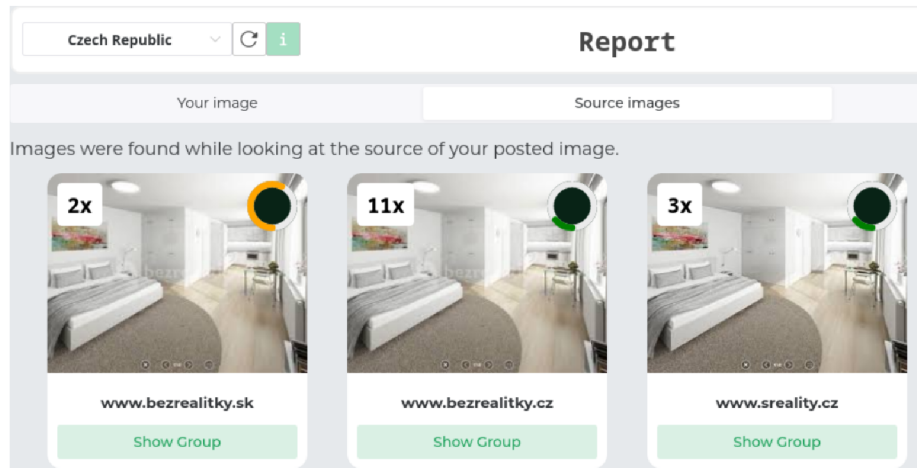 Czech Republic
i
Report
Your image
Source images
Images were found while looking at the source of your posted image.
2x
11x
3x
www.bezrealitky.sk
www.bezrealitky.cz
www.sreality.cz
Show Group
Show Group
Show Group